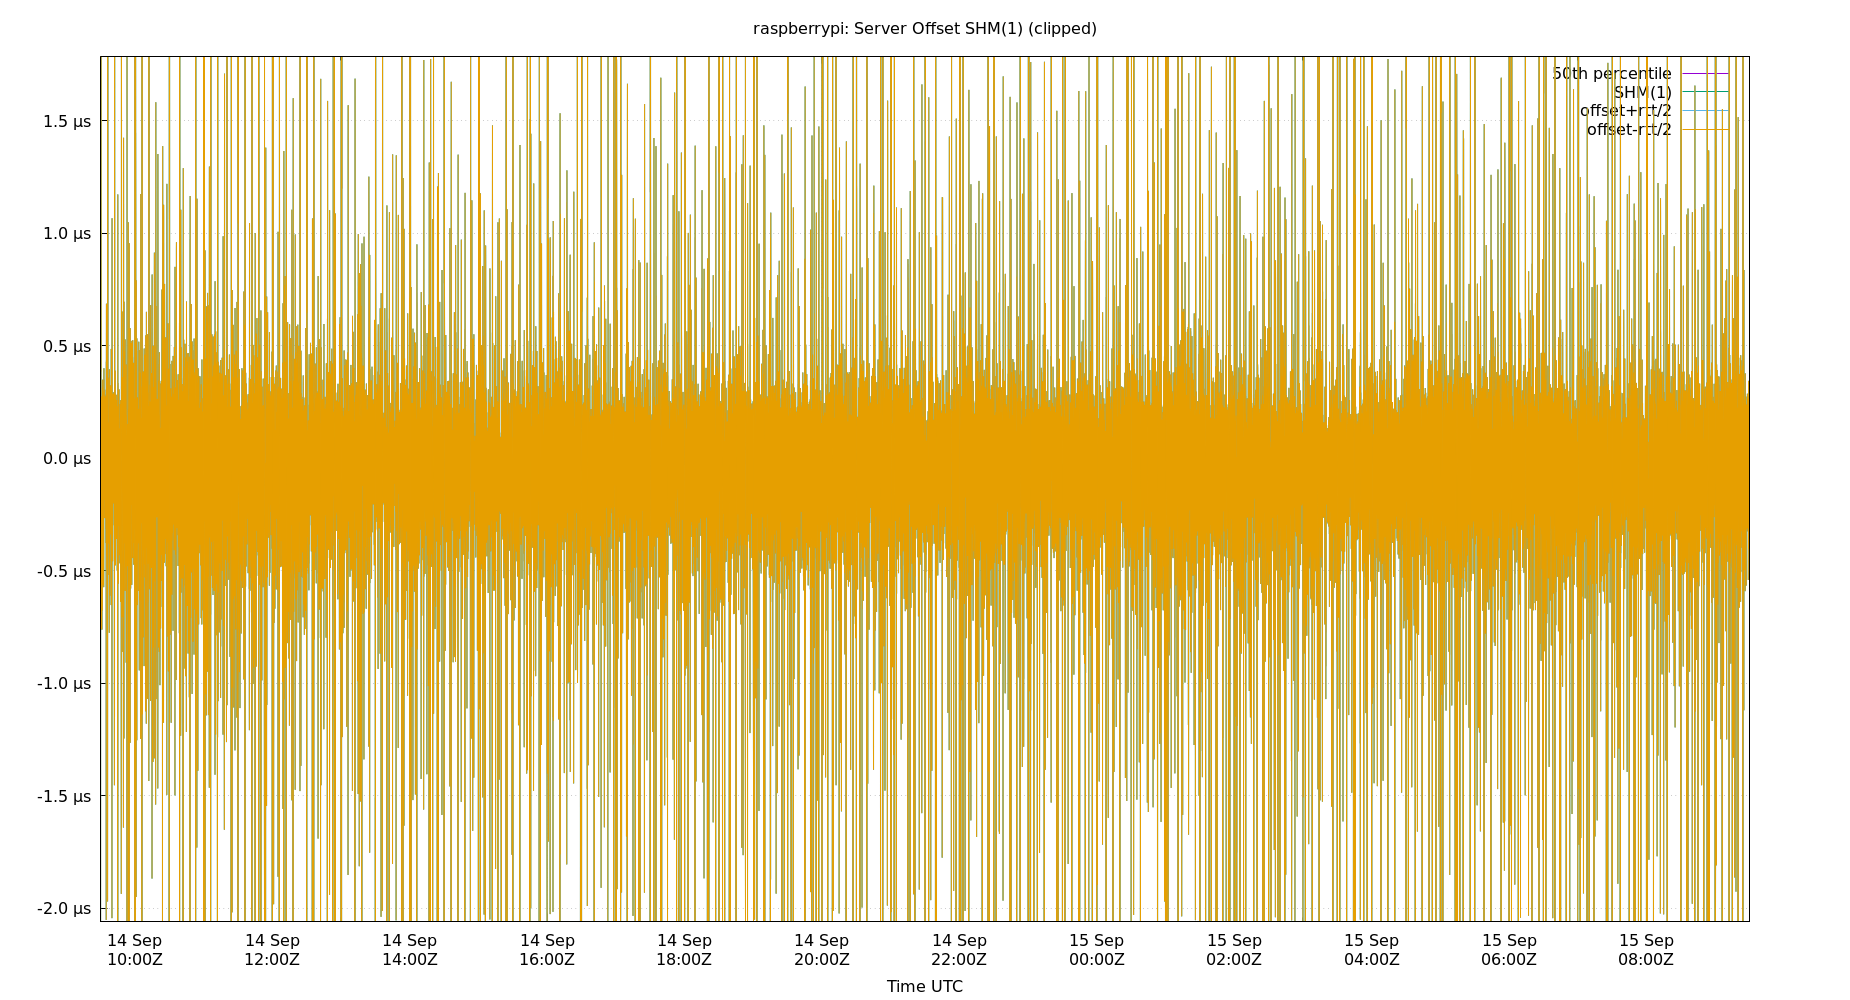 raspberrypi: Server Offset SHM(1) (clipped)
50th percentile
SHM(1)
offset+rtt/2
offset-rtt/2
1.5 µs
1.0 µs
0.5 µs
0.0 µs
-0.5 µs
-1.0 µs
-1.5 µs
-2.0 µs
14 Sep 14 Sep 14 Sep 14 Sep 14 Sep 14 Sep 14 Sep 15 Sep 15 Sep 15 Sep 15 Sep 15 Sep
10:00Z 12:00Z 14:00Z 16:00Z 18:00Z 20:00Z 22:00Z 00:00Z 02:00Z 04:00Z 06:00Z 08:00Z
Time UTC